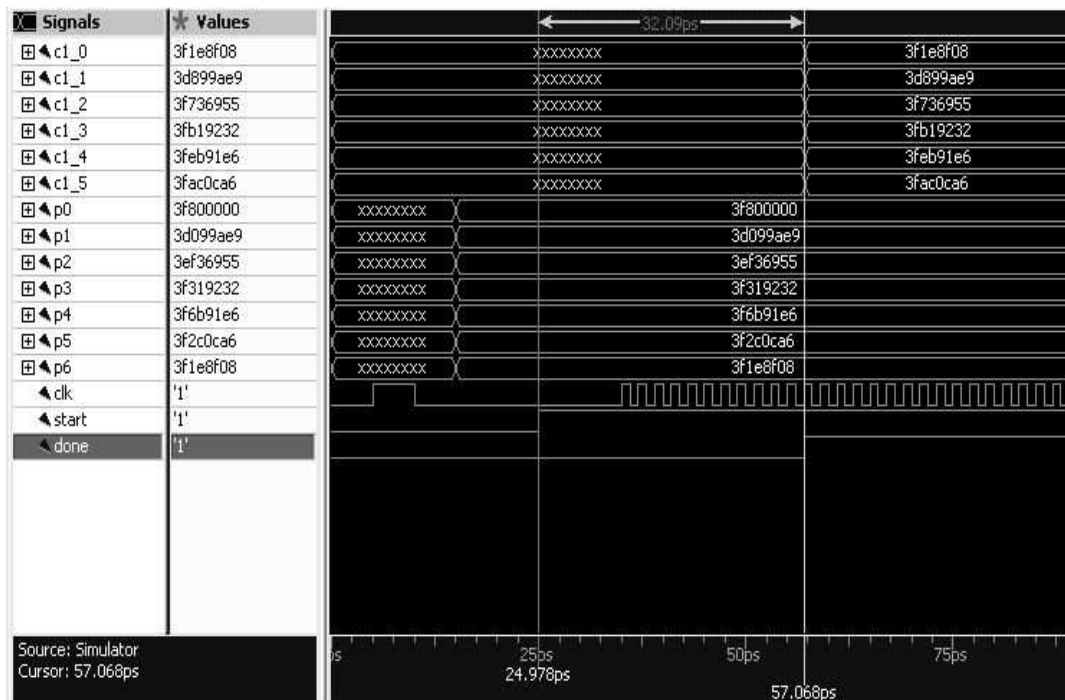 Signals Values 32.09ps
c1_0 3f1e8f08 xxxxxxxx 3f1e8f08
c1_1 3d899ae9 xxxxxxxx 3d899ae9
c1_2 3f736955 xxxxxxxx 3f736955
c1_3 3fb19232 xxxxxxxx 3fb19232
c1_4 3feb91e6 xxxxxxxx 3feb91e6
c1_5 3fac0ca6 xxxxxxxx 3fac0ca6
p0 3f800000 xxxxxxxx 3f800000
p1 3d099ae9 xxxxxxxx 3d099ae9
p2 3ef36955 xxxxxxxx 3ef36955
p3 3f319232 xxxxxxxx 3f319232
p4 3f6b91e6 xxxxxxxx 3f6b91e6
p5 3f2c0ca6 xxxxxxxx 3f2c0ca6
p6 3f1e8f08 xxxxxxxx 3f1e8f08
clk '1'
start '1'
done '1'
Source: Simulator
Cursor: 57.068ps
25ps 50ps 75ps
24.978ps
57.068ps